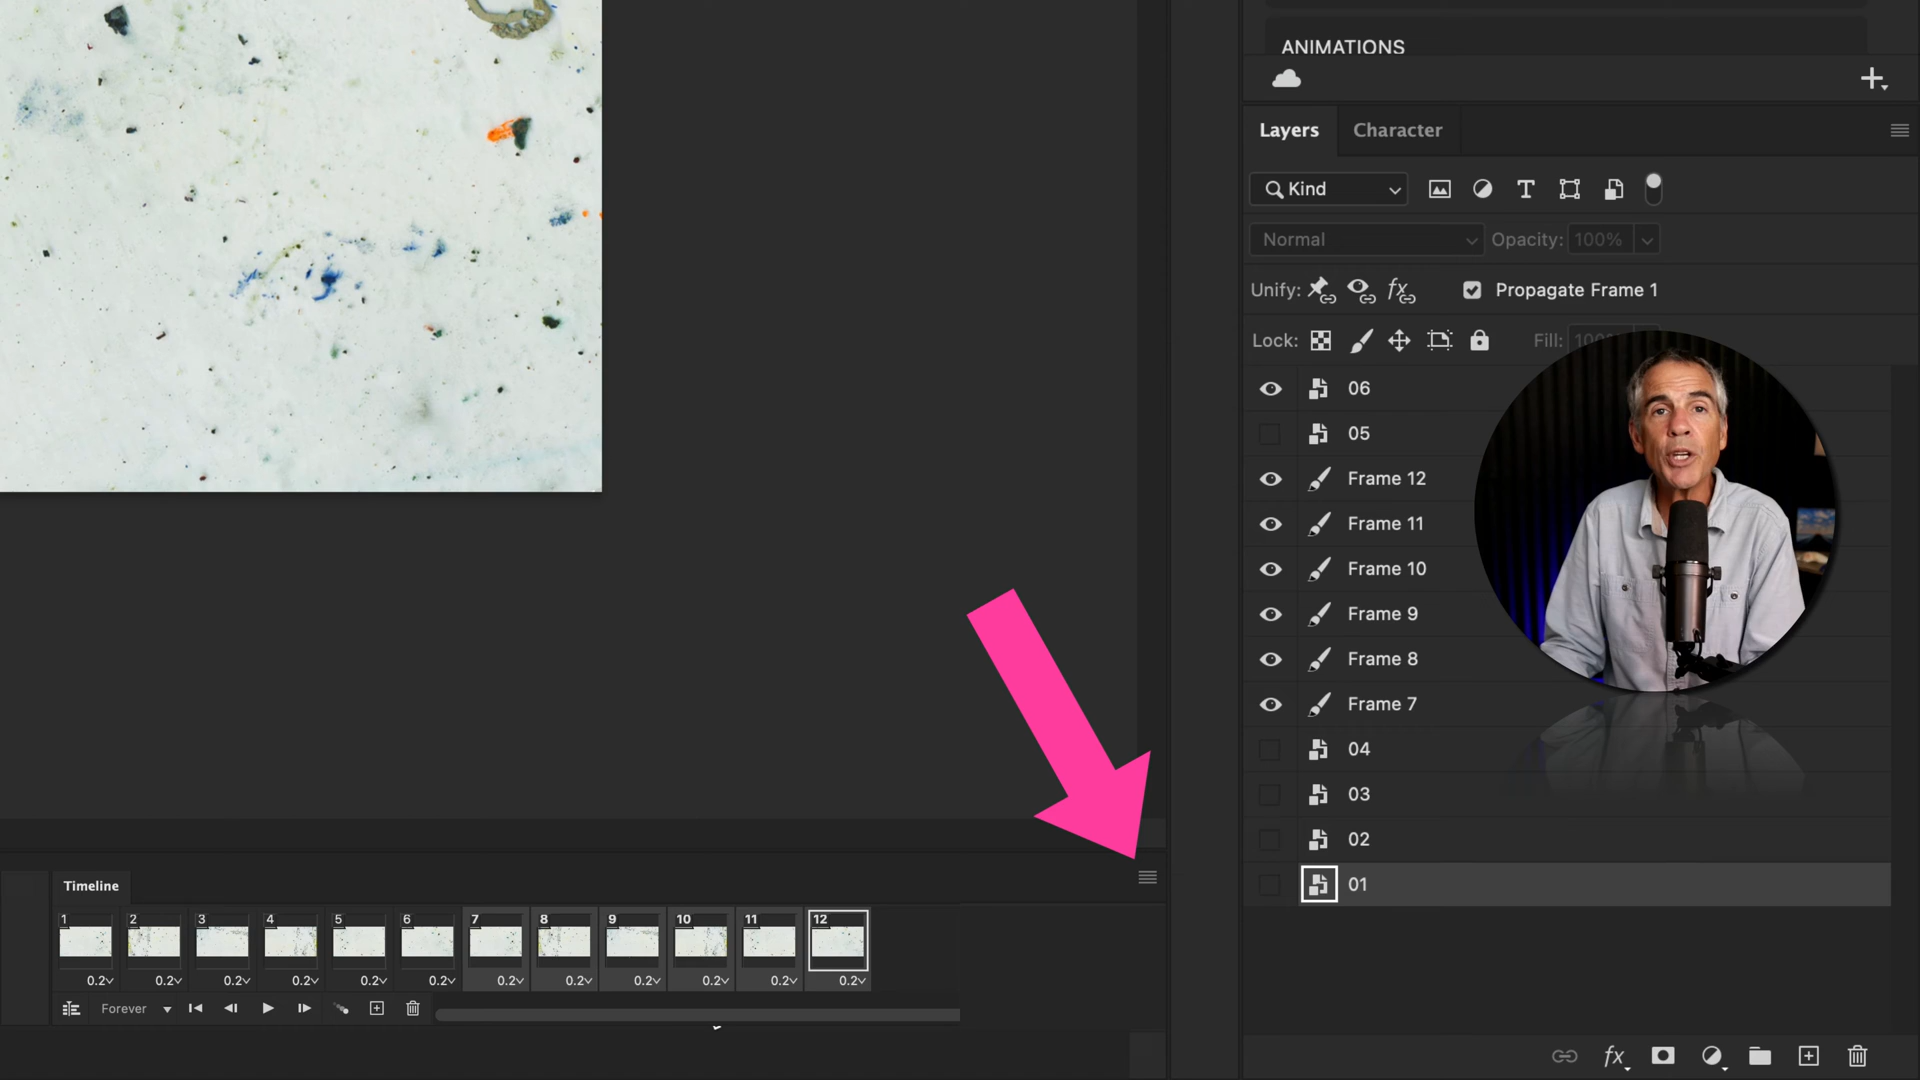 ANIMATIONS
Layers Character
Kind
Normal Opacity: 100%
Unify: Propagate Frame 1
Lock: Fill: 100%
06
05
Frame 12
Frame 11
Frame 10
Frame 9
Frame 8
Frame 7
04
03
02
01
Timeline
1 2 3 4 5 6 7 8 9 10 11 12
0.2 0.2 0.2 0.2 0.2 0.2 0.2 0.2 0.2 0.2 0.2 0.2
Forever
fx